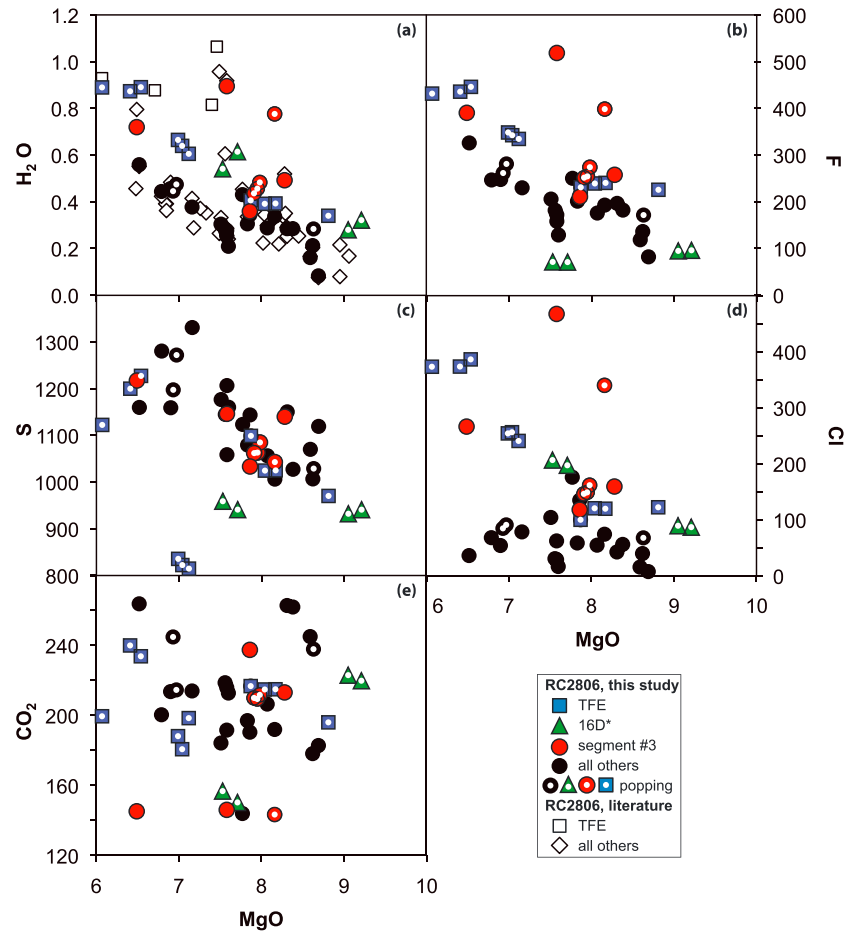 1.2
1.0
0.8
0.6
0.4
0.2
0.0
H2 O
(a)
(b)
600
500
400
300
200
100
0
F
1300
1200
1100
1000
900
800
S
(c)
(d)
400
300
200
100
0
Cl
6 7 8 9 10
MgO
240
200
160
120
CO2
(e)
6 7 8 9 10
MgO
RC2806, this study
TFE
16D*
segment #3
all others
popping
RC2806, literature
TFE
all others